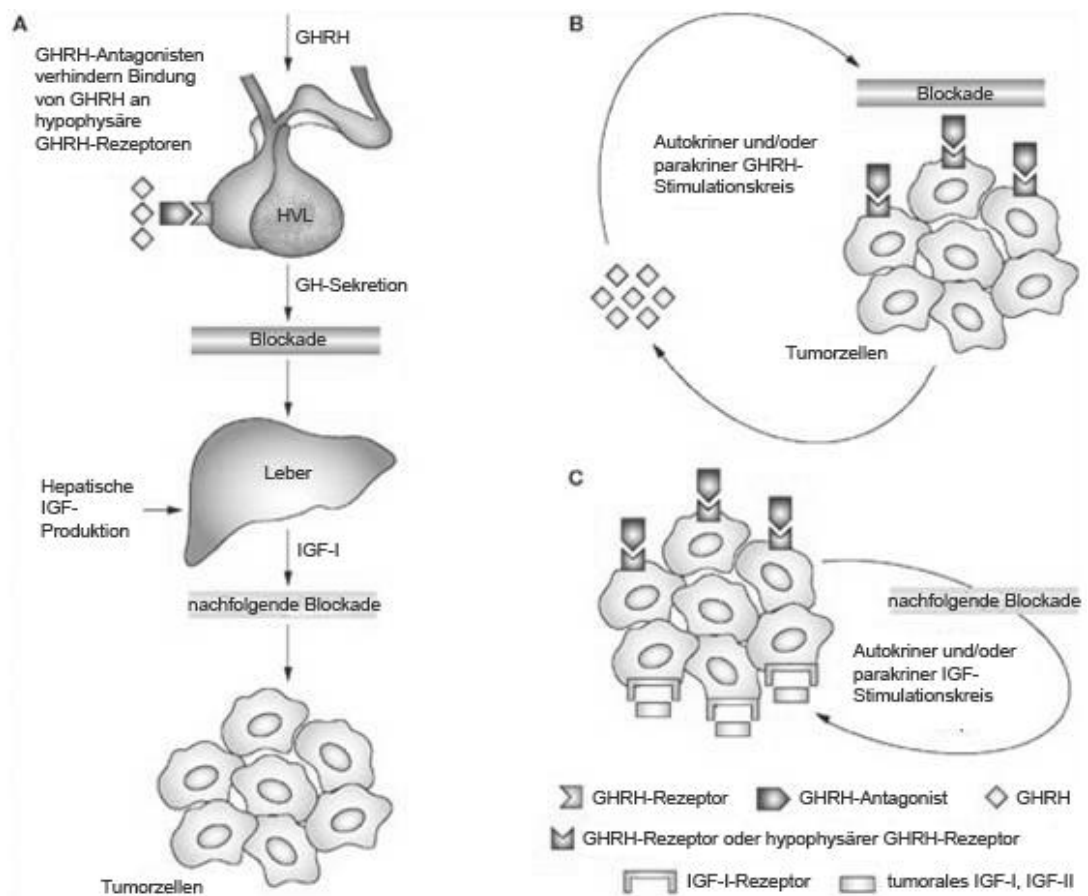 A
GHRH
GHRH-Antagonisten
verhindern Bindung
von GHRH an
hypophysäre
GHRH-Rezeptoren
HVL
GH-Sekretion
Blockade
Leber
Hepatische
IGF-
Produktion
IGF-I
nachfolgende Blockade
Tumorzellen
B
Blockade
Autokriner und/oder
parakriner GHRH-
Stimulationskreis
Tumorzellen
C
nachfolgende Blockade
Autokriner und/oder
parakriner IGF-
Stimulationskreis
GHRH-Rezeptor
GHRH-Antagonist
GHRH
GHRH-Rezeptor oder hypophysärer GHRH-Rezeptor
IGF-I-Rezeptor
tumorales IGF-I, IGF-II